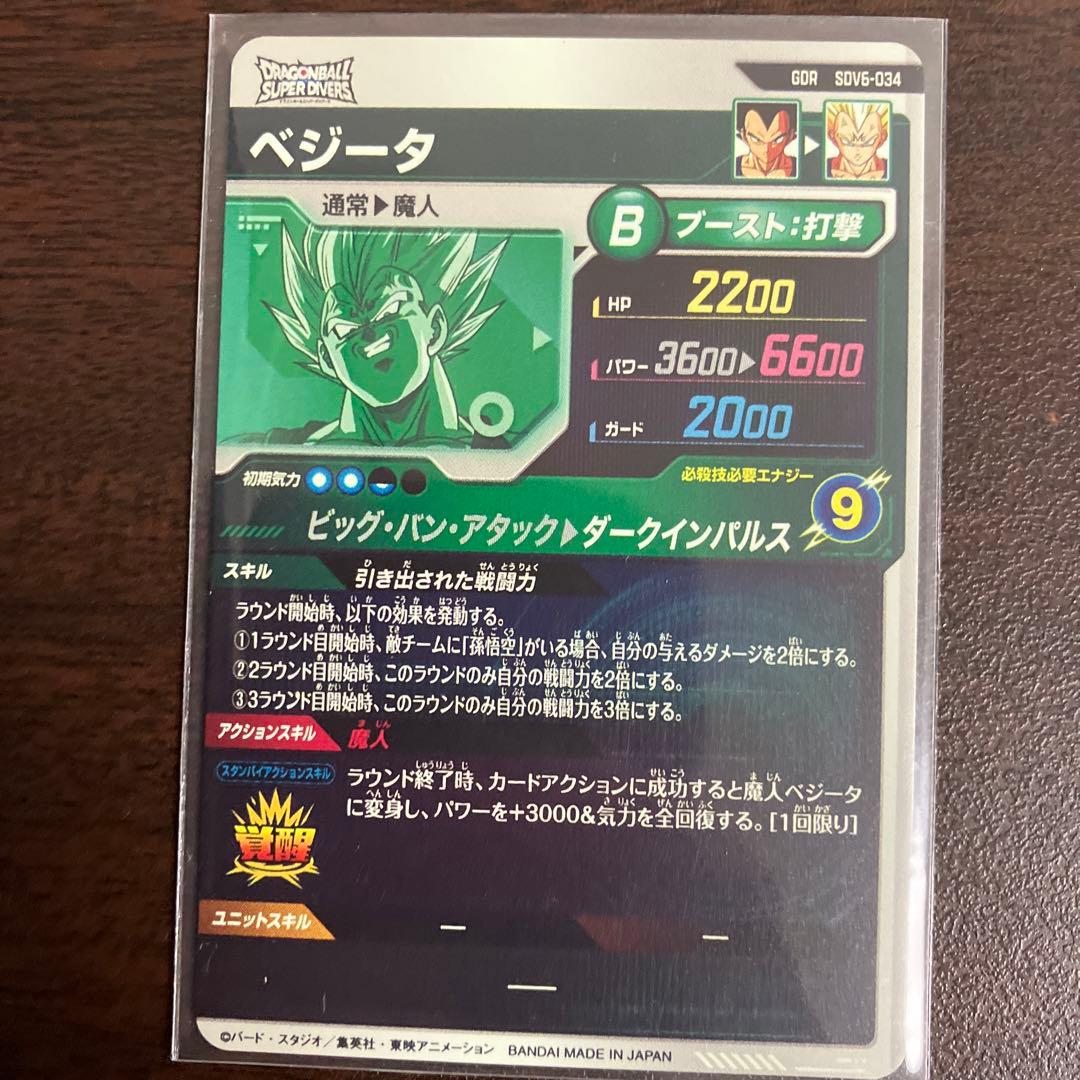 DRAGONBALL
SUPER DIVERS
GDR SDV6-034
ベジータ
通常▶魔人
B ブースト:打撃
HP 2200
パワー 3600▶6600
ガード 2000
初期気力
必殺技必要エナジー
9
ビッグ・バン・アタック▶ダークインパルス
スキル 引き出された戦闘力
ラウンド開始時、以下の効果を発動する。
①1ラウンド目開始時、敵チームに「孫悟空」がいる場合、自分の与えるダメージを2倍にする。
②2ラウンド目開始時、このラウンドのみ自分の戦闘力を2倍にする。
③3ラウンド目開始時、このラウンドのみ自分の戦闘力を3倍にする。
アクションスキル 魔人
スタンバイアクションスキル
覚醒
ラウンド終了時、カードアクションに成功すると魔人ベジータ
に変身し、パワーを+3000&気力を全回復する。[1回限り]
ユニットスキル
—
—
—
©バード・スタジオ/集英社・東映アニメーション BANDAI MADE IN JAPAN